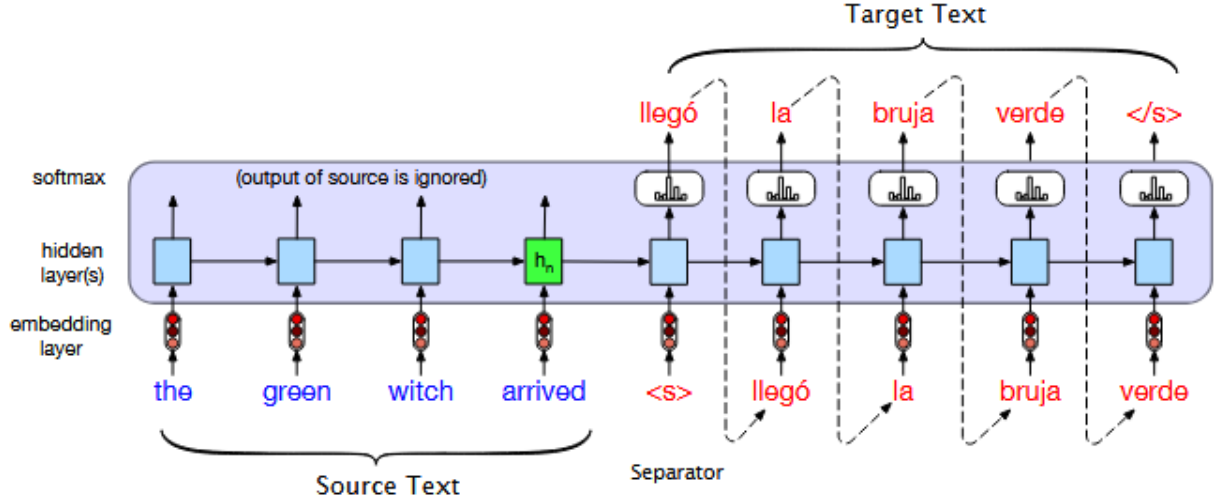 Target Text
llegó la bruja verde </s>
softmax (output of source is ignored)
hidden
layer(s)
hn
embedding
layer
the green witch arrived <s> llegó la bruja verde
Separator
Source Text